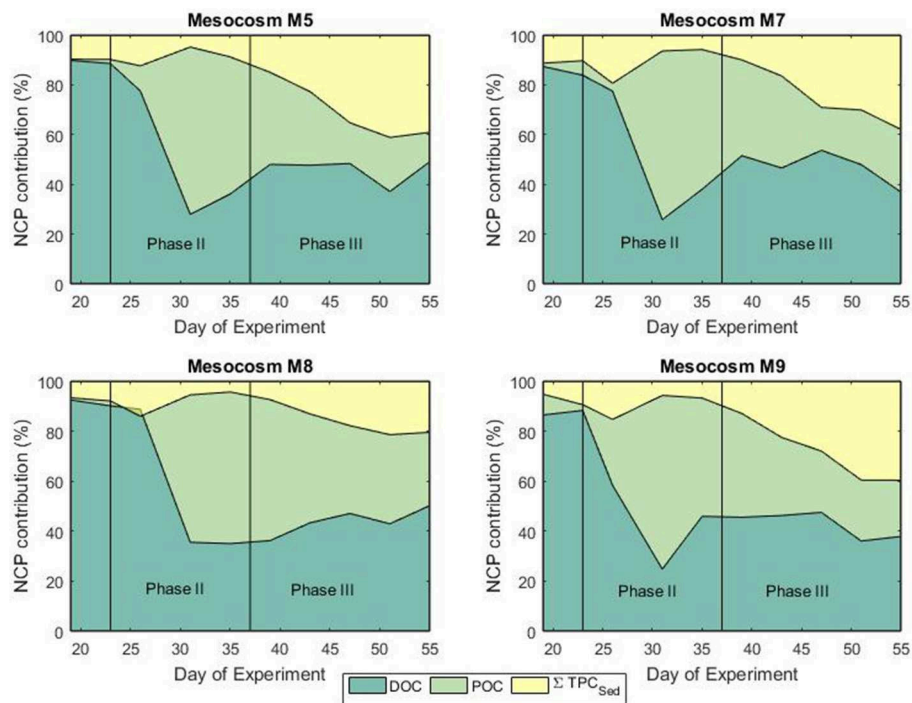 Mesocosm M5
100
80
60
40
20
0
NCP contribution (%)
Phase II
Phase III
20 25 30 35 40 45 50 55
Day of Experiment
Mesocosm M7
100
80
60
40
20
0
NCP contribution (%)
Phase II
Phase III
20 25 30 35 40 45 50 55
Day of Experiment
Mesocosm M8
100
80
60
40
20
0
NCP contribution (%)
Phase II
Phase III
20 25 30 35 40 45 50 55
Day of Experiment
Mesocosm M9
100
80
60
40
20
0
NCP contribution (%)
Phase II
Phase III
20 25 30 35 40 45 50 55
Day of Experiment
DOC POC Σ TPC_Sed